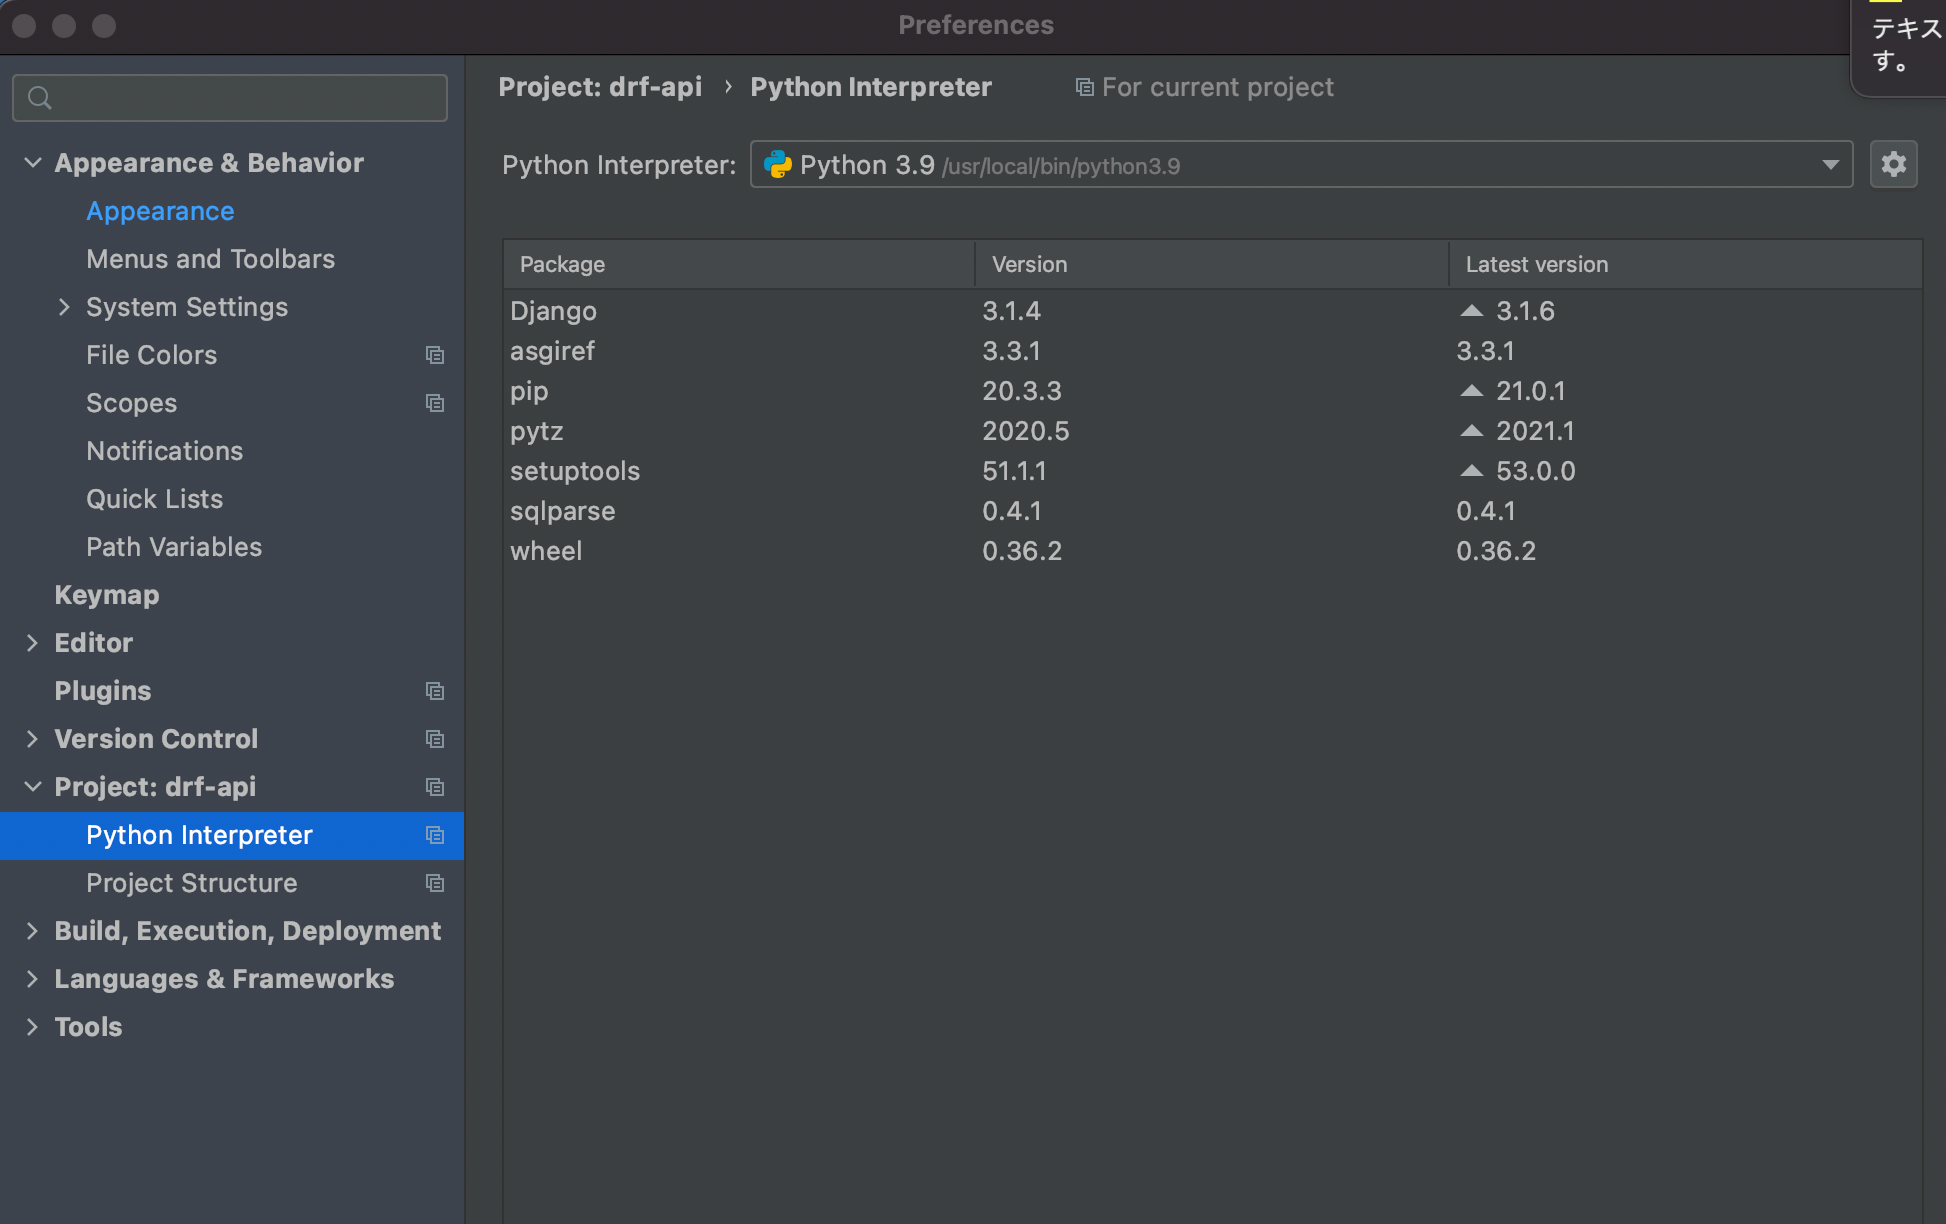 Preferences
テキス
す。
Appearance & Behavior
Appearance
Menus and Toolbars
System Settings
File Colors
Scopes
Notifications
Quick Lists
Path Variables
Keymap
Editor
Plugins
Version Control
Project: drf-api
Python Interpreter
Project Structure
Build, Execution, Deployment
Languages & Frameworks
Tools
Project: drf-api › Python Interpreter For current project
Python Interpreter: Python 3.9 /usr/local/bin/python3.9
Package Version Latest version
Django 3.1.4 3.1.6
asgiref 3.3.1 3.3.1
pip 20.3.3 21.0.1
pytz 2020.5 2021.1
setuptools 51.1.1 53.0.0
sqlparse 0.4.1 0.4.1
wheel 0.36.2 0.36.2